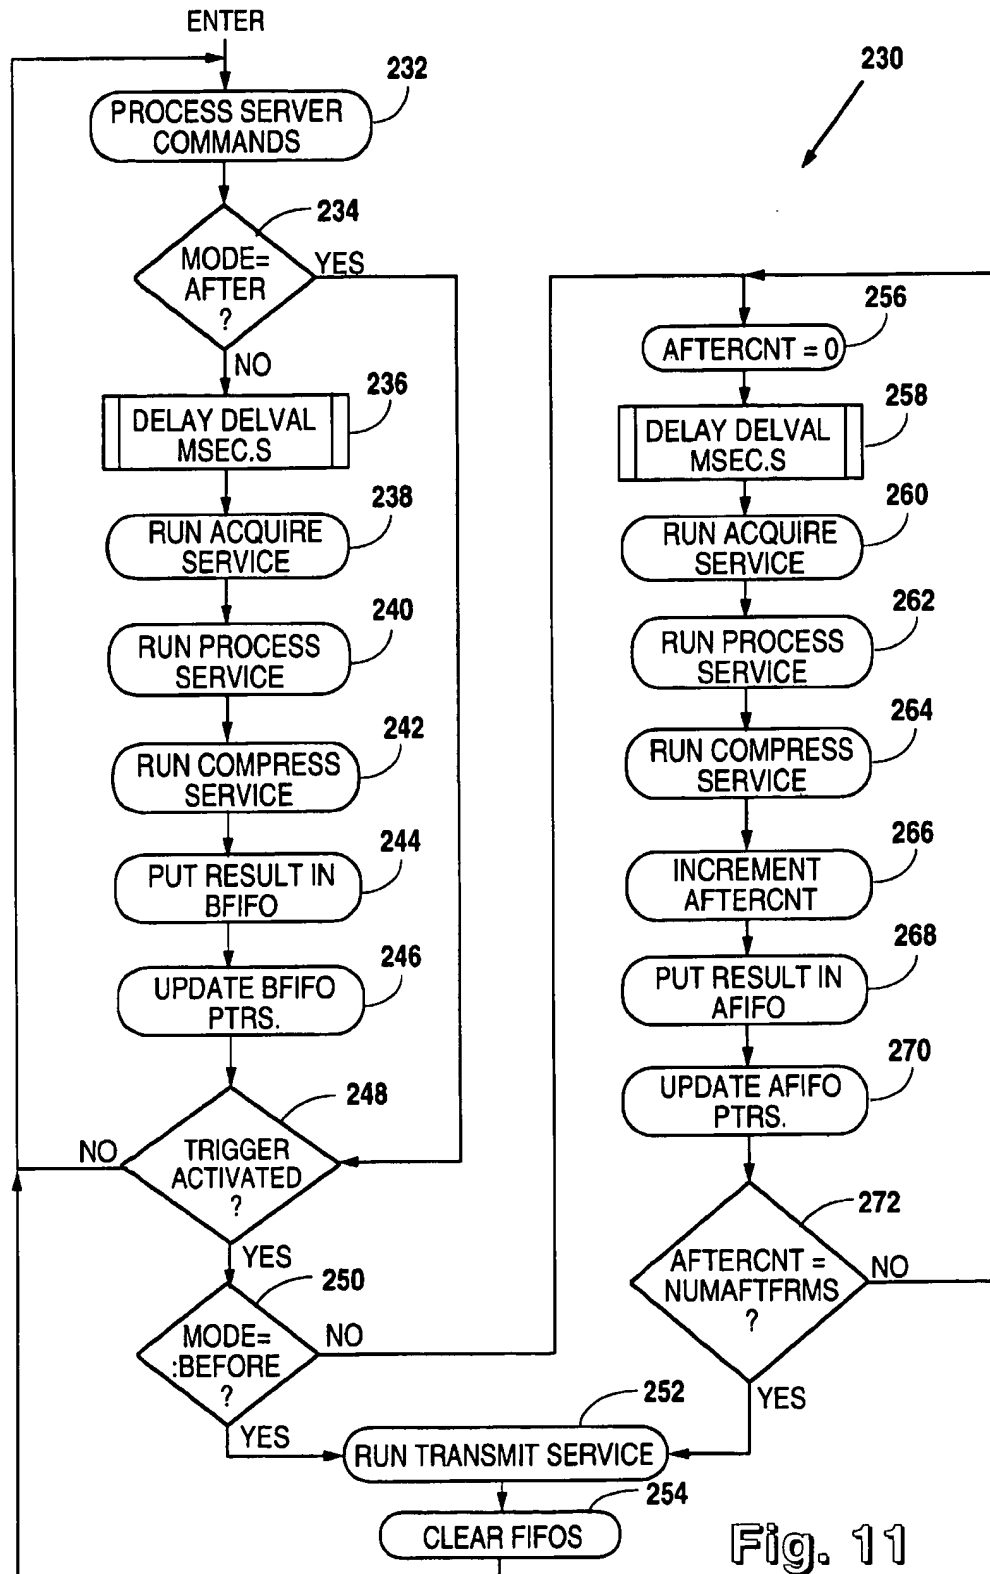 ENTER
232
PROCESS SERVER
COMMANDS
234
MODE=
AFTER
?
YES
NO
236
DELAY DELVAL
MSEC.S
238
RUN ACQUIRE
SERVICE
240
RUN PROCESS
SERVICE
242
RUN COMPRESS
SERVICE
244
PUT RESULT IN
BFIFO
246
UPDATE BFIFO
PTRS.
248
TRIGGER
ACTIVATED
?
NO
YES
250
MODE=
:BEFORE
?
NO
YES
230
256
AFTERCNT = 0
258
DELAY DELVAL
MSEC.S
260
RUN ACQUIRE
SERVICE
262
RUN PROCESS
SERVICE
264
RUN COMPRESS
SERVICE
266
INCREMENT
AFTERCNT
268
PUT RESULT IN
AFIFO
270
UPDATE AFIFO
PTRS.
272
AFTERCNT =
NUMAFTFRMS
?
NO
YES
252
RUN TRANSMIT SERVICE
254
CLEAR FIFOS
Fig. 11